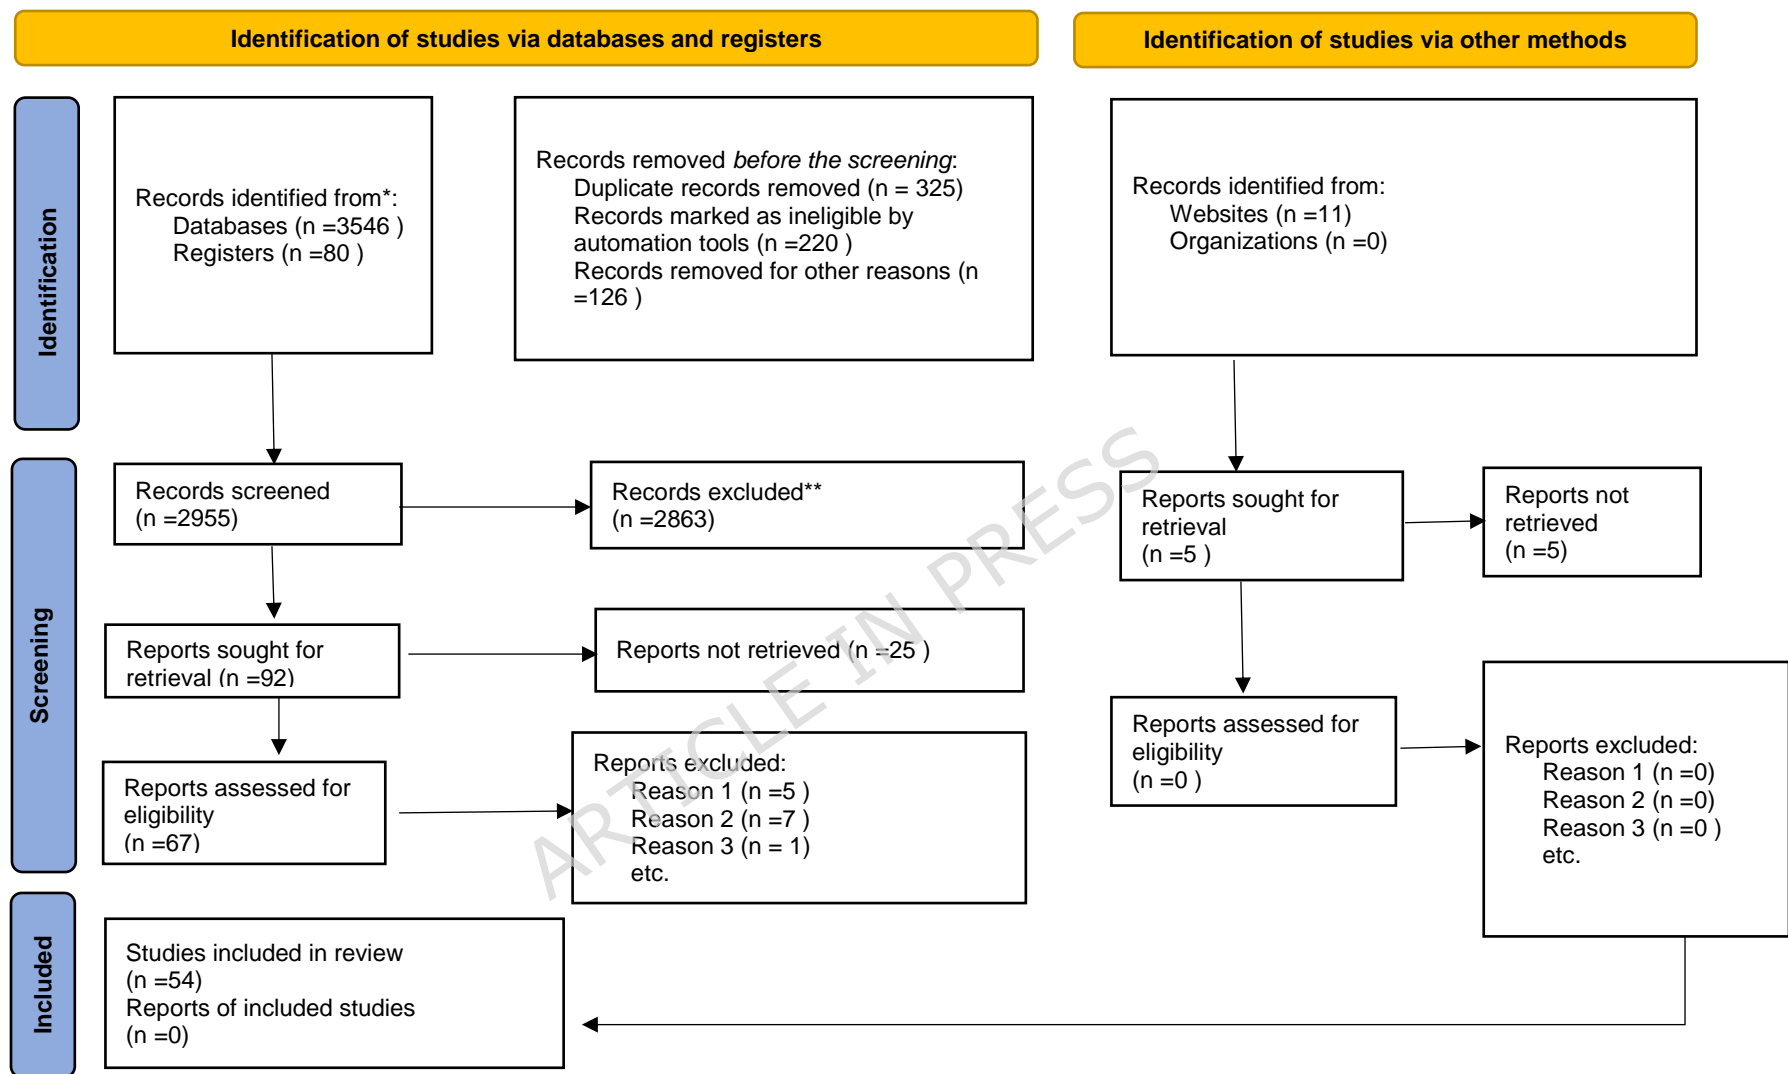 Identification of studies via databases and registers
Identification of studies via other methods
Identification
Records identified from*:
Databases (n =3546 )
Registers (n =80 )
Records removed before the screening:
Duplicate records removed (n = 325)
Records marked as ineligible by
automation tools (n =220 )
Records removed for other reasons (n
=126 )
Records identified from:
Websites (n =11)
Organizations (n =0)
Screening
Records screened
(n =2955)
Records excluded**
(n =2863)
Reports sought for
retrieval
(n =5 )
Reports not
retrieved
(n =5)
Reports sought for
retrieval (n =92)
Reports not retrieved (n =25 )
Reports assessed for
eligibility
(n =67)
Reports excluded:
Reason 1 (n =5 )
Reason 2 (n =7 )
Reason 3 (n = 1)
etc.
Reports assessed for
eligibility
(n =0 )
Reports excluded:
Reason 1 (n =0)
Reason 2 (n =0)
Reason 3 (n =0 )
etc.
Included
Studies included in review
(n =54)
Reports of included studies
(n =0)
ARTICLE IN PRESS